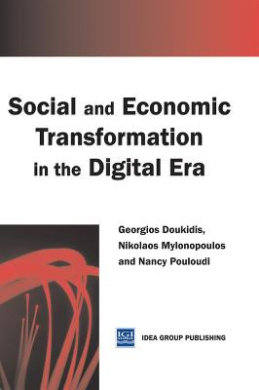 Social and Economic
Transformation
in the Digital Era
Georgios Doukidis,
Nikolaos Mylonopoulos
and Nancy Pouloudi
IGI
IDEA GROUP PUBLISHING